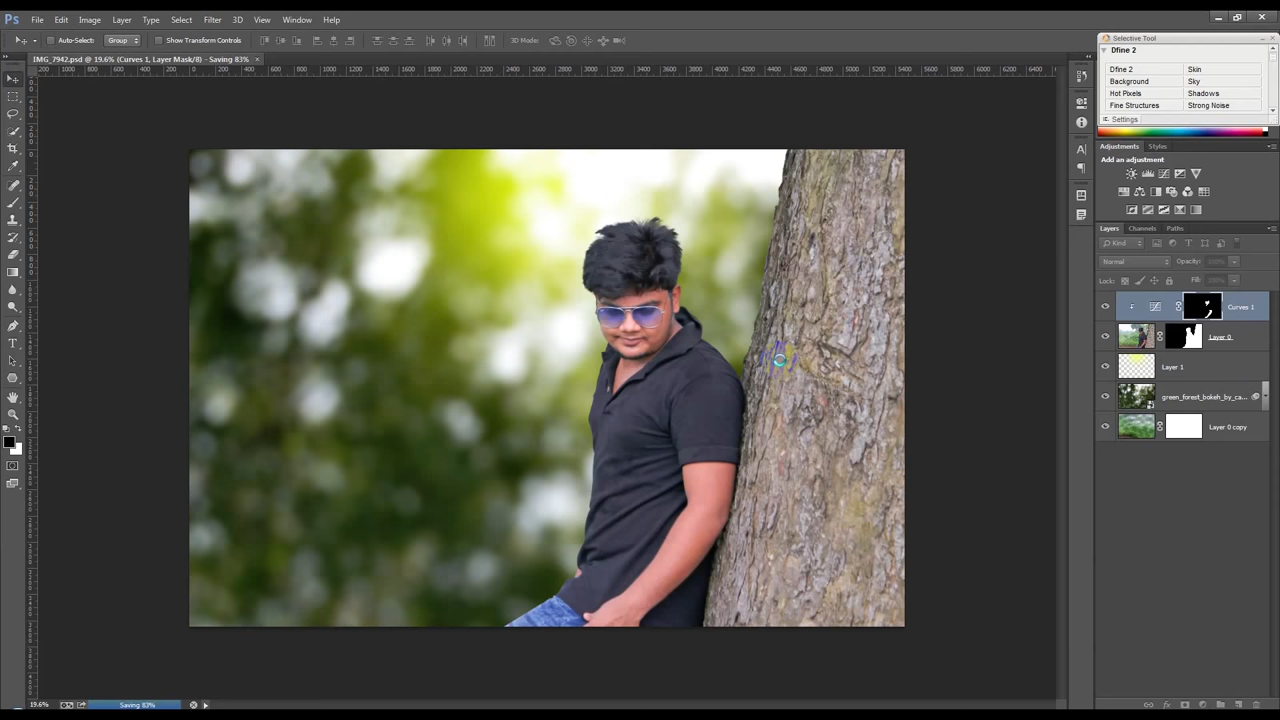 Ps File Edit Image Layer Type Select Filter 3D View Window Help
Auto-Select: Group Show Transform Controls 3D Mode:
IMG_7942.psd @ 19.6% (Curves 1, Layer Mask/8) - Saving 83% ×
Selective Tool
Dfine 2
Dfine 2 Skin
Background Sky
Hot Pixels Shadows
Fine Structures Strong Noise
Settings
Adjustments Styles
Add an adjustment
Layers Channels Paths
Kind
Normal Opacity: 100%
Lock: Fill: 100%
Curves 1
Layer 0
Layer 1
green_forest_bokeh_by_ca...
Layer 0 copy
19.6% Saving 83%